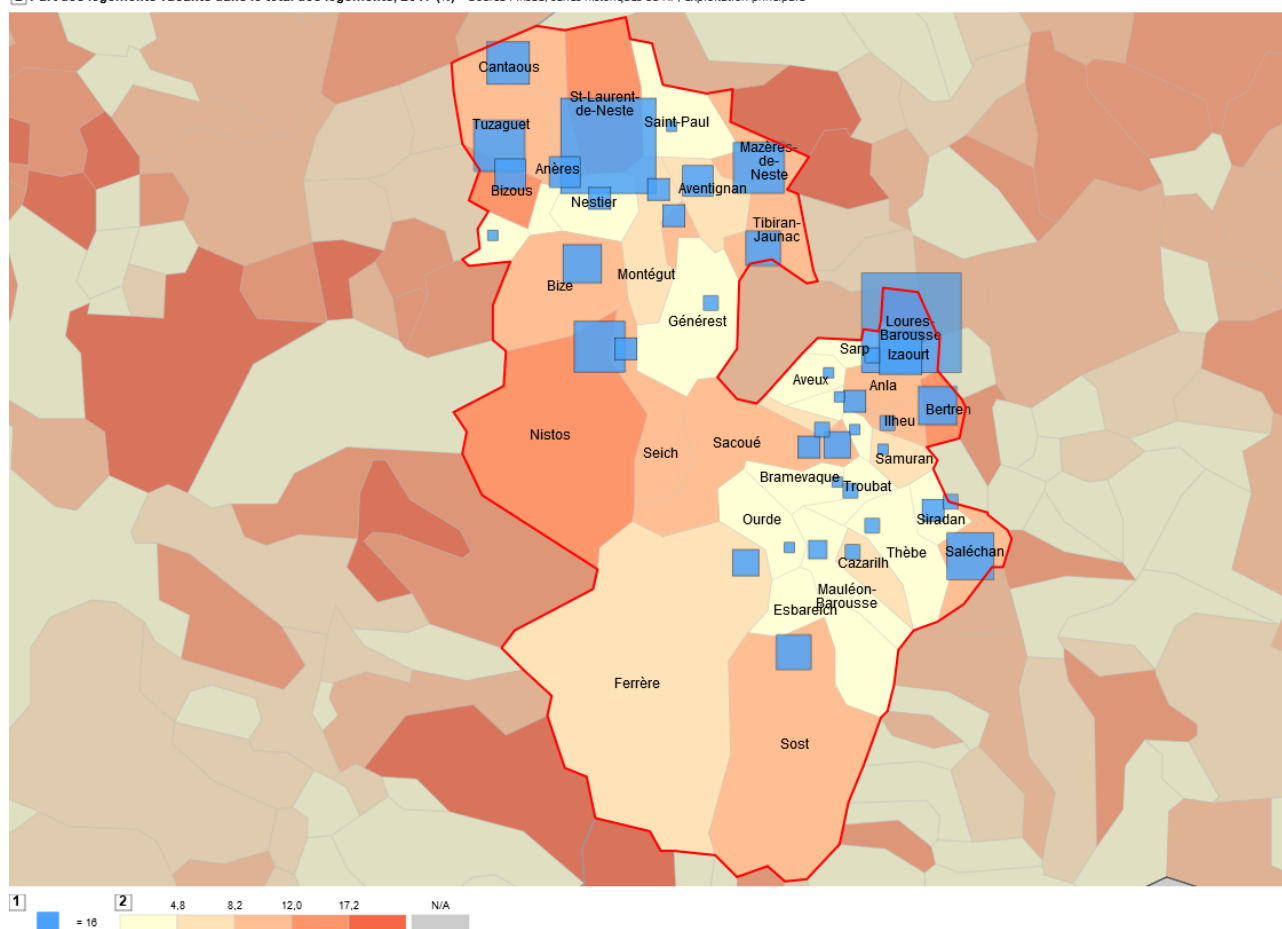 Cantaous
St-Laurent-
de-Neste
Saint-Paul
Tuzaguet
Mazères-
de-
Neste
Anères
Bizous
Aventignan
Nestier
Tibiran-
Jaunac
Montégut
Bize
Générest
Loures-
Barousse
Sarp
Izaourt
Aveux
Anla
Bertren
Ilheu
Nistos
Sacoué
Seich
Samuran
Bramevaque
Troubat
Ourde
Siradan
Thèbe
Saléchan
Cazarilh
Mauléon-
Barousse
Esbareich
Ferrère
Sost
1
2
4,8
8,2
12,0
17,2
N/A
= 16